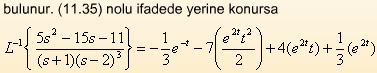 bulunur. (11.35) nolu ifadede yerine konursa
L⁻¹{ (5s² − 15s − 11) / ((s + 1)(s − 2)³) } = −(1/3)e⁻ᵗ − 7(e²ᵗt²/2) + 4(e²ᵗt) + (1/3)(e²ᵗ)